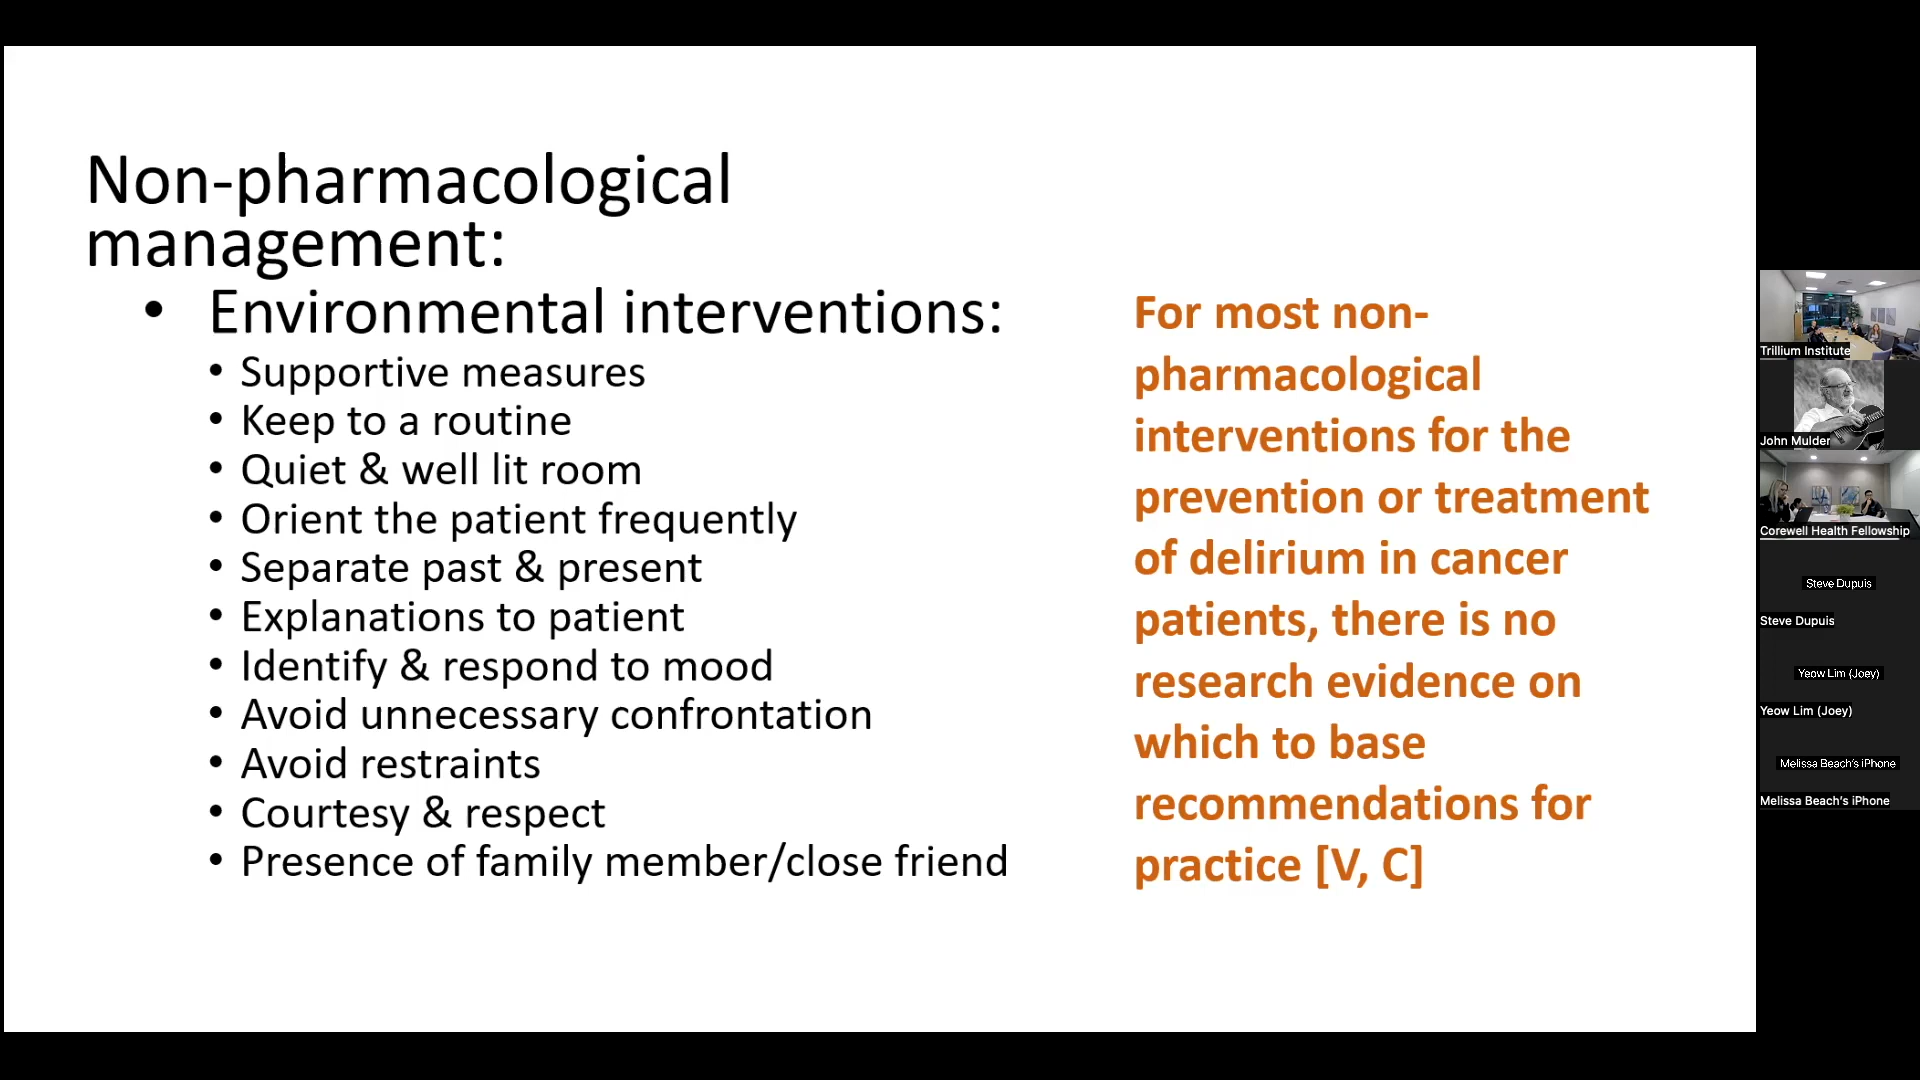 Non-pharmacological
management:
• Environmental interventions:
• Supportive measures
• Keep to a routine
• Quiet & well lit room
• Orient the patient frequently
• Separate past & present
• Explanations to patient
• Identify & respond to mood
• Avoid unnecessary confrontation
• Avoid restraints
• Courtesy & respect
• Presence of family member/close friend
For most non-
pharmacological
interventions for the
prevention or treatment
of delirium in cancer
patients, there is no
research evidence on
which to base
recommendations for
practice [V, C]
Trillium Institute
John Mulder
Corewell Health Fellowship
Steve Dupuis
Steve Dupuis
Yeow Lim (Joey)
Yeow Lim (Joey)
Melissa Beach's iPhone
Melissa Beach's iPhone